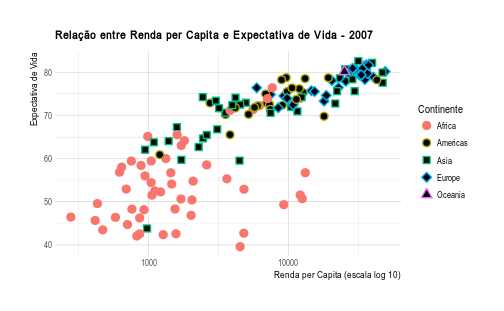 Relação entre Renda per Capita e Expectativa de Vida - 2007
Expectativa de Vida
80
70
60
50
40
1000
10000
Renda per Capita (escala log 10)
Continente
Africa
Americas
Asia
Europe
Oceania